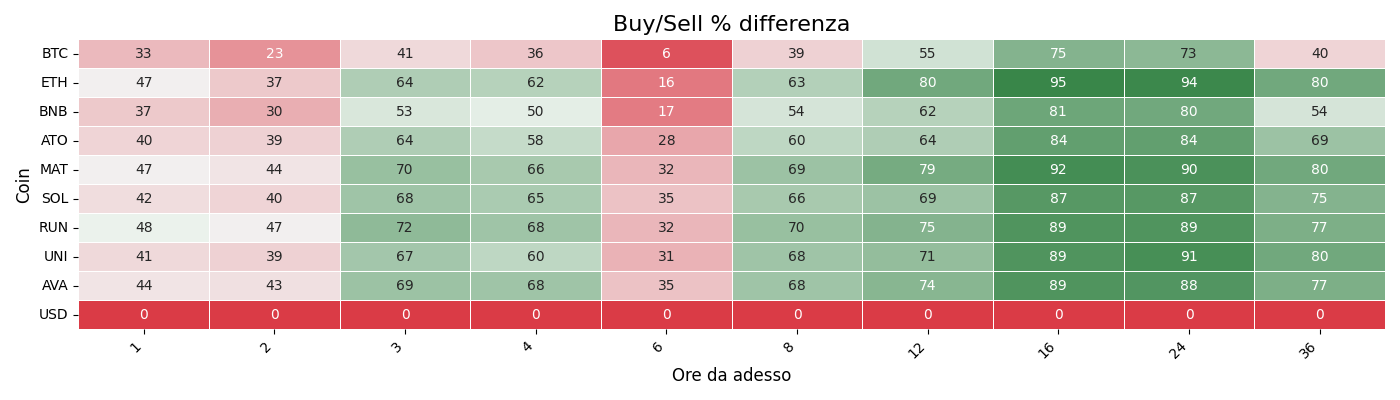 Buy/Sell % differenza
Coin
BTC 33 23 41 36 6 39 55 75 73 40
ETH 47 37 64 62 16 63 80 95 94 80
BNB 37 30 53 50 17 54 62 81 80 54
ATO 40 39 64 58 28 60 64 84 84 69
MAT 47 44 70 66 32 69 79 92 90 80
SOL 42 40 68 65 35 66 69 87 87 75
RUN 48 47 72 68 32 70 75 89 89 77
UNI 41 39 67 60 31 68 71 89 91 80
AVA 44 43 69 68 35 68 74 89 88 77
USD 0 0 0 0 0 0 0 0 0 0
1 2 3 4 6 8 12 16 24 36
Ore da adesso